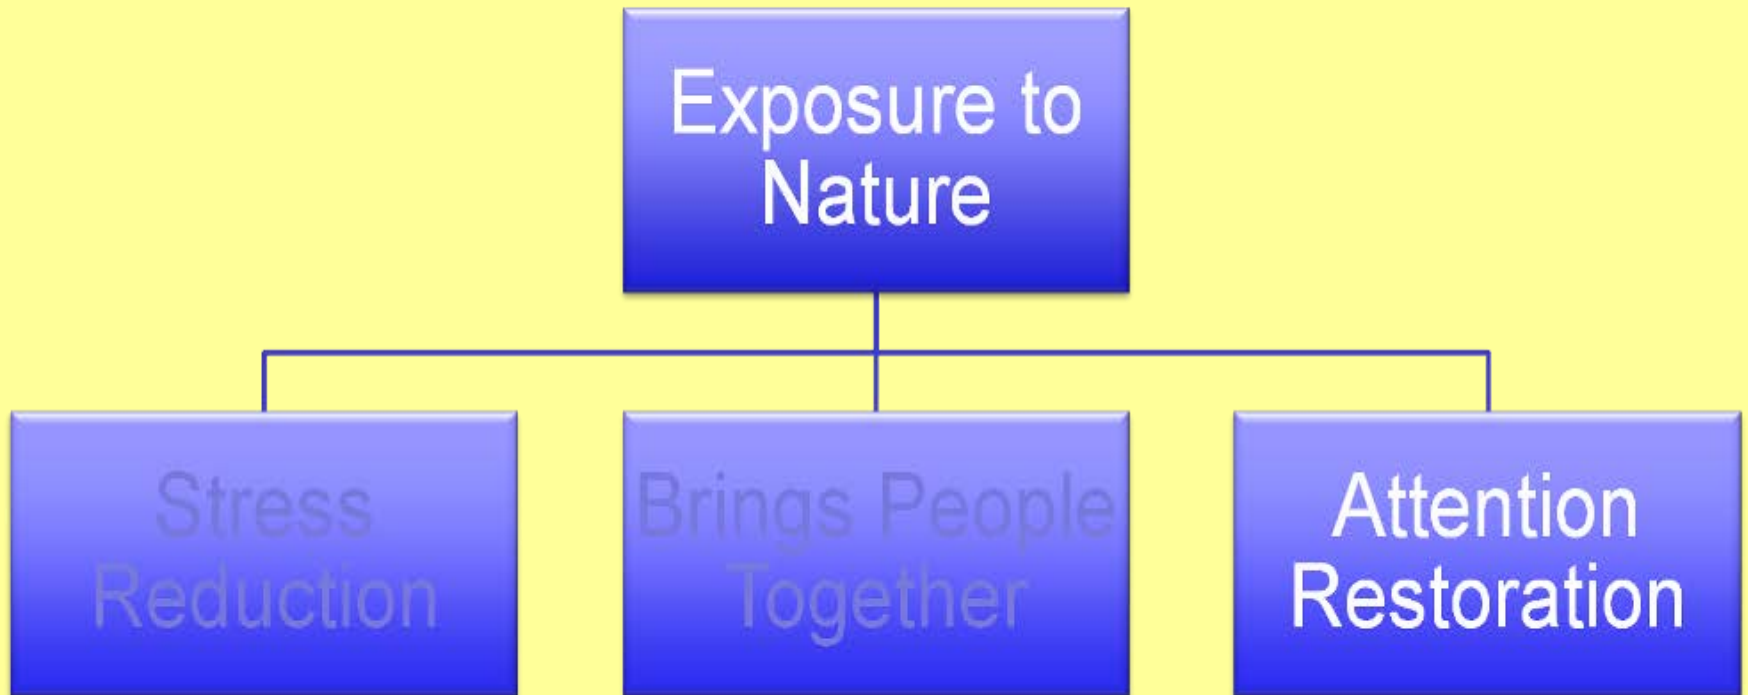 Exposure to
Nature
Stress
Reduction
Brings People
Together
Attention
Restoration